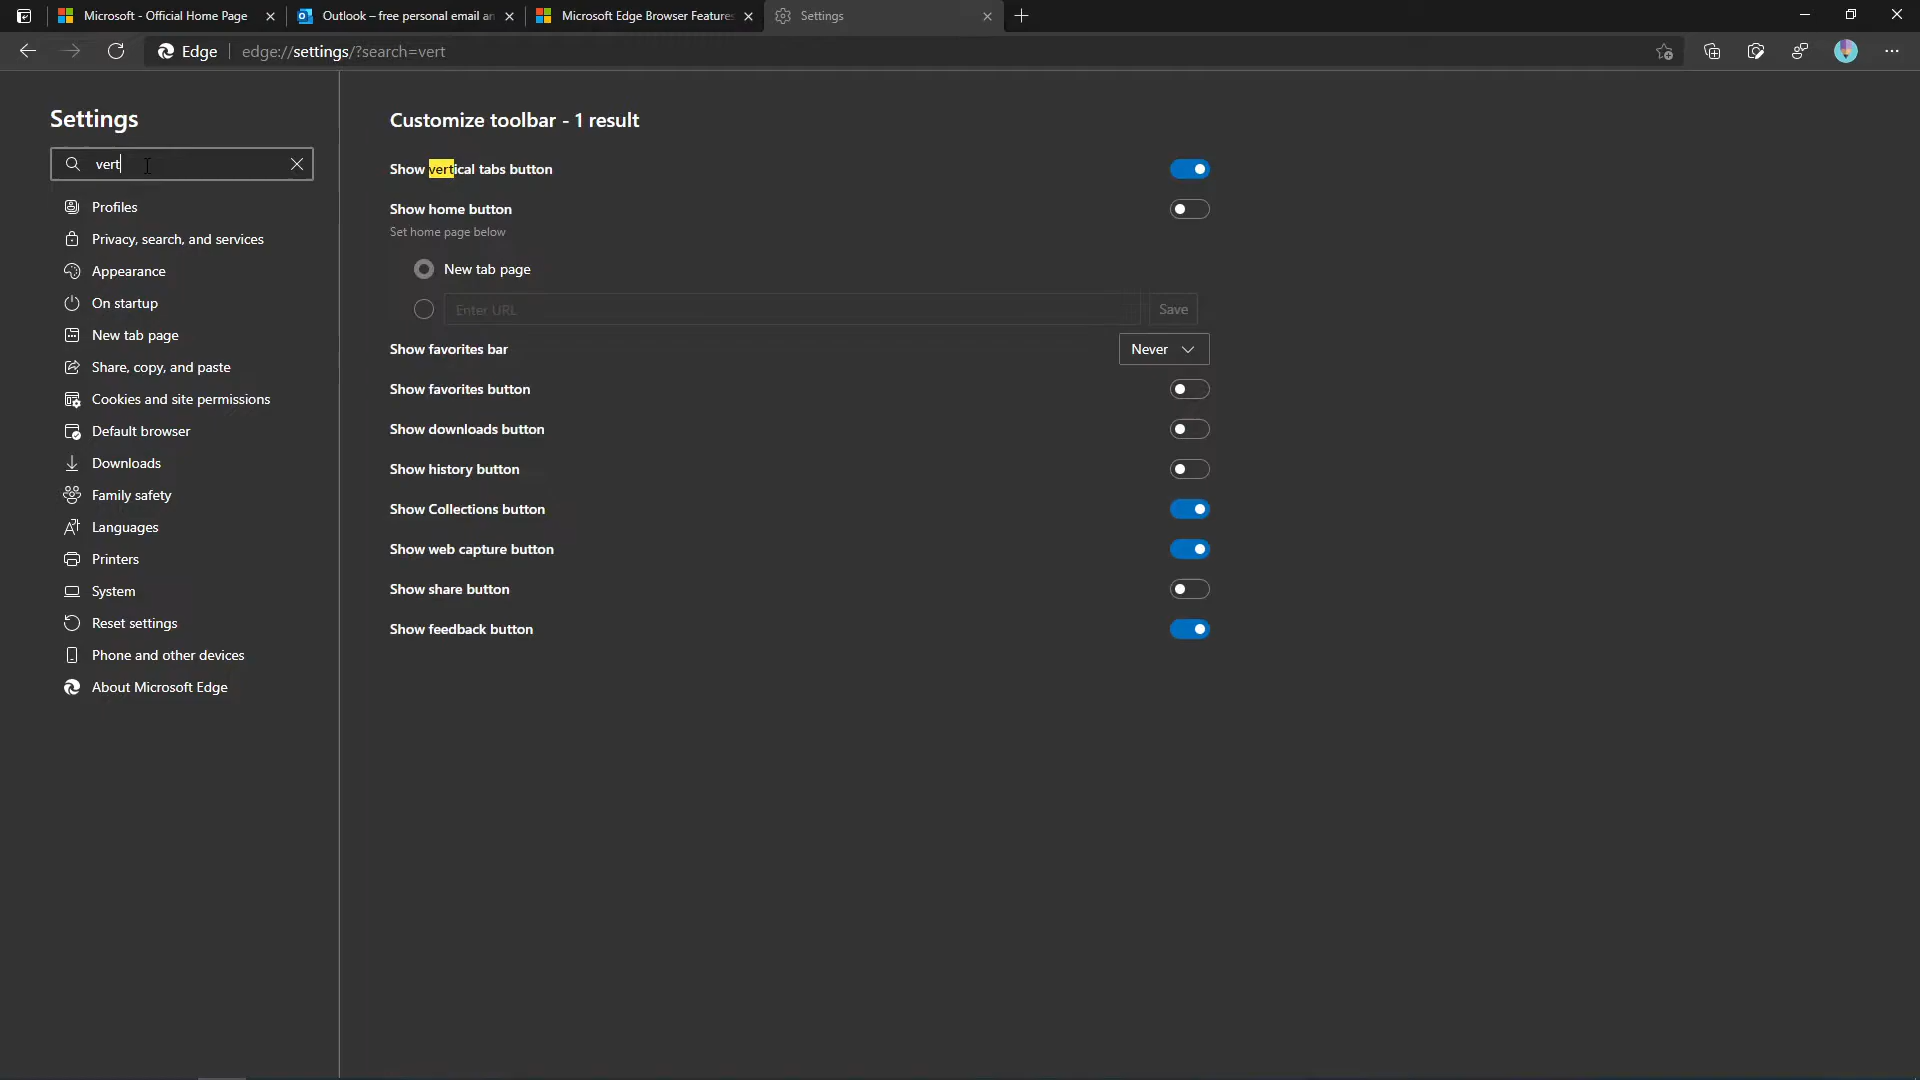 Microsoft - Official Home Page
Outlook – free personal email an
Microsoft Edge Browser Features
Settings
Edge
edge://settings/?search=vert
Settings
vert
Profiles
Privacy, search, and services
Appearance
On startup
New tab page
Share, copy, and paste
Cookies and site permissions
Default browser
Downloads
Family safety
Languages
Printers
System
Reset settings
Phone and other devices
About Microsoft Edge
Customize toolbar - 1 result
Show vertical tabs button
Show home button
Set home page below
New tab page
Enter URL
Save
Show favorites bar
Never
Show favorites button
Show downloads button
Show history button
Show Collections button
Show web capture button
Show share button
Show feedback button